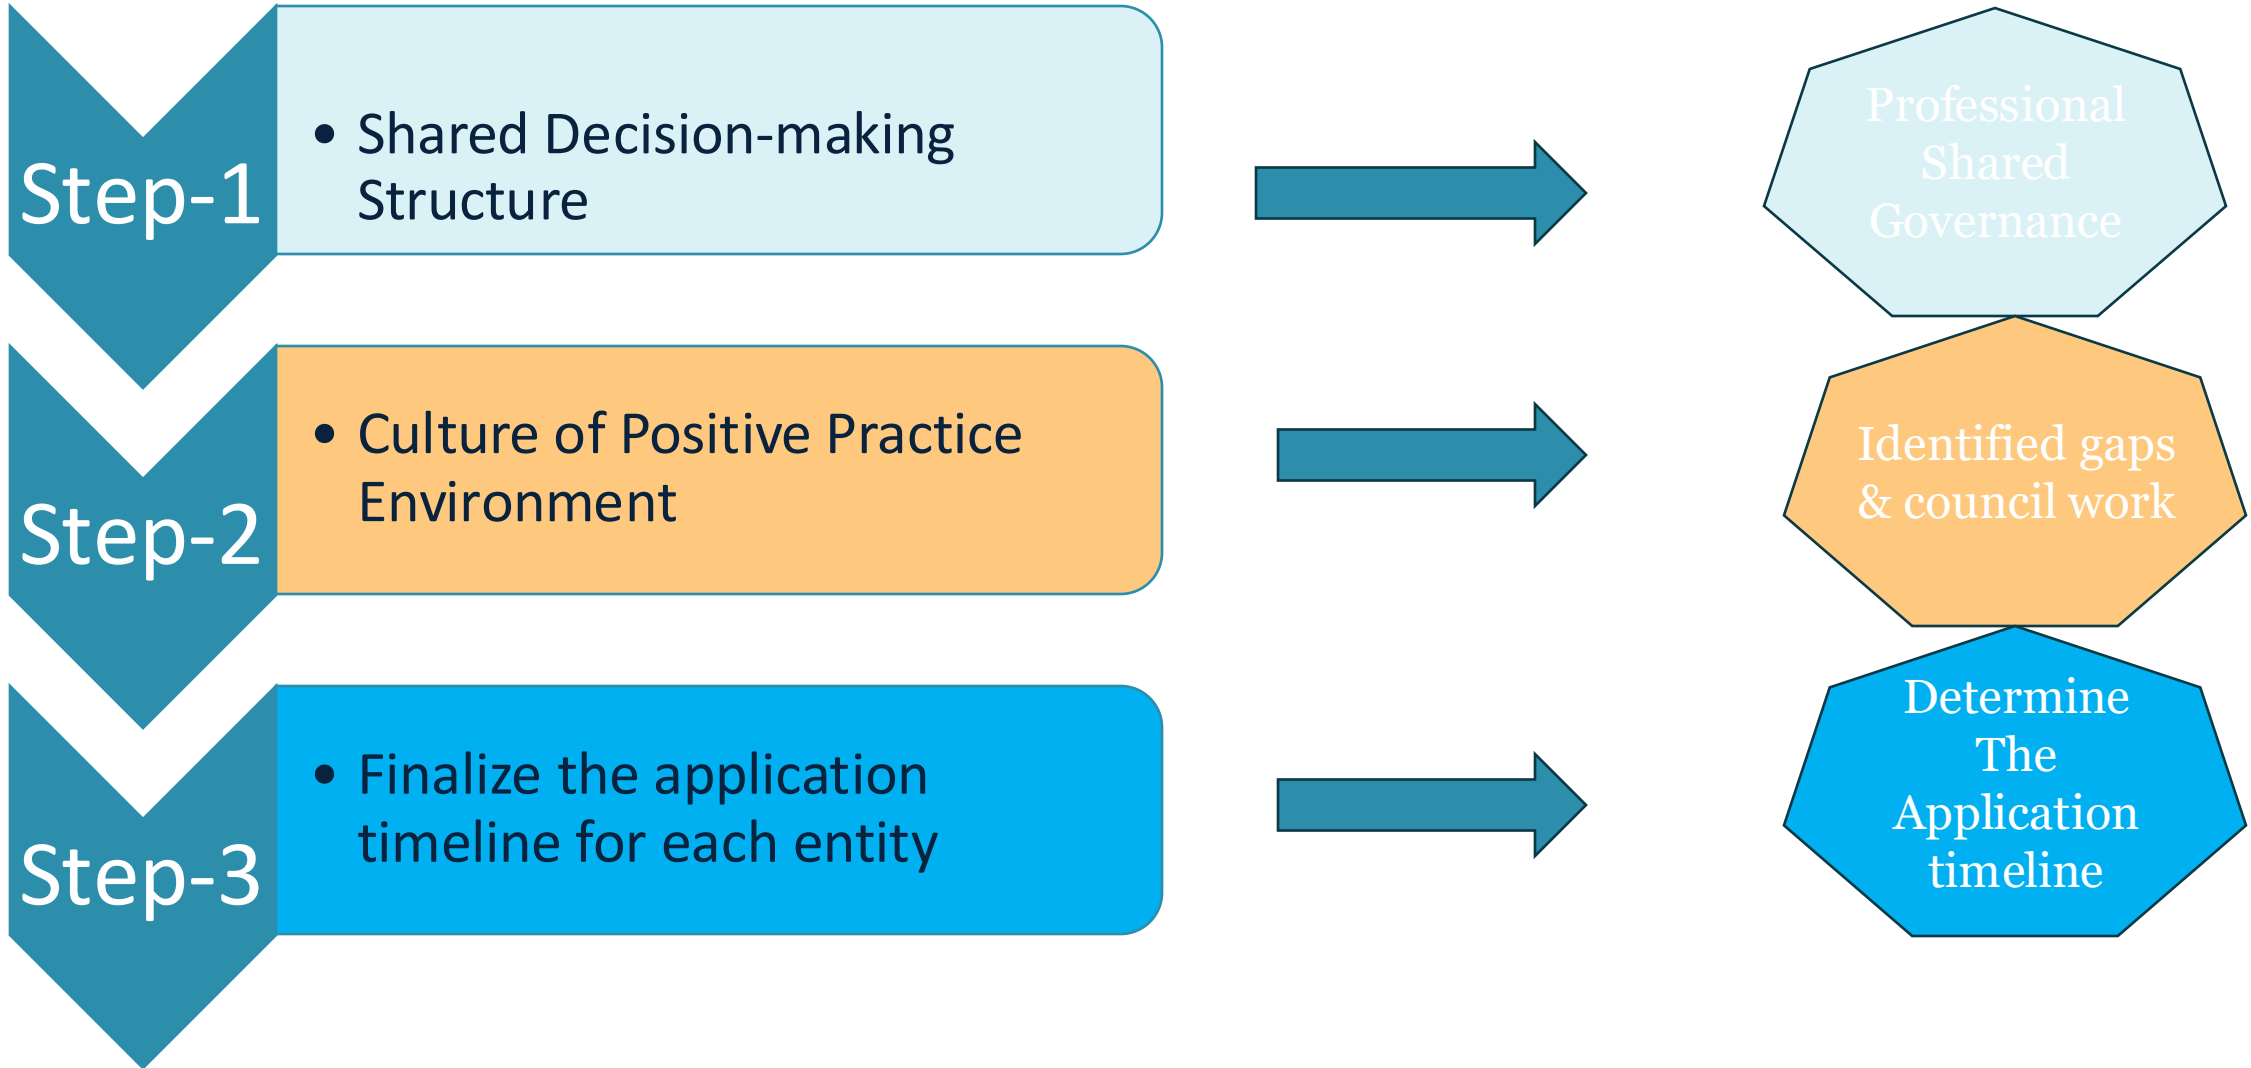 Step-1
• Shared Decision-making
Structure
Professional
Shared
Governance
Step-2
• Culture of Positive Practice
Environment
Identified gaps
& council work
Step-3
• Finalize the application
timeline for each entity
Determine
The
Application
timeline